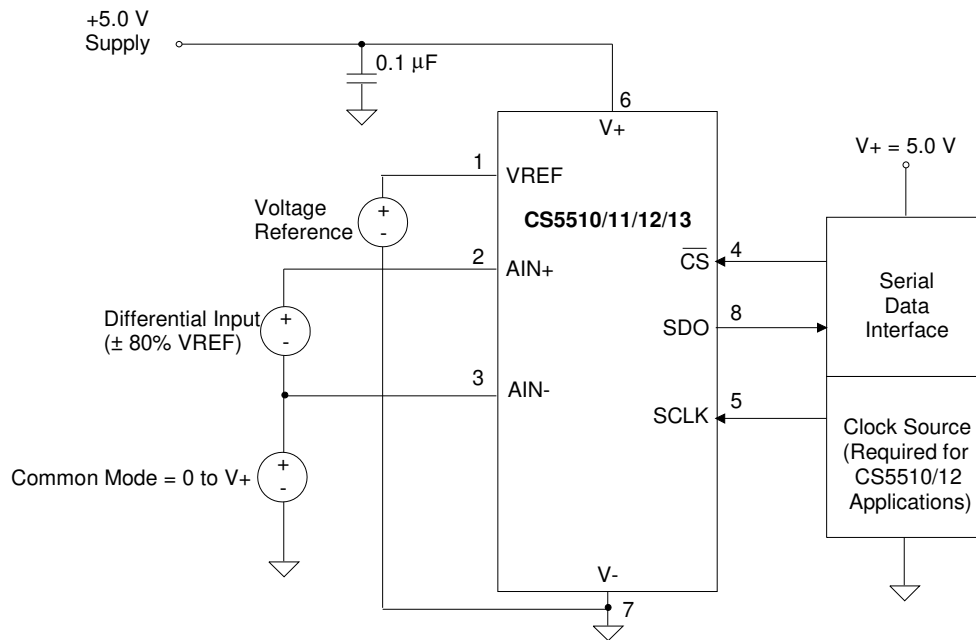 +5.0 V
Supply
0.1 μF
6
V+
V+ = 5.0 V
1
VREF
Voltage
Reference
+
-
CS5510/11/12/13
2
AIN+
4
CS
Serial
Data
Interface
Differential Input
(± 80% VREF)
+
-
SDO
8
3
AIN-
SCLK
5
Clock Source
(Required for
CS5510/12
Applications)
Common Mode = 0 to V+
+
-
V-
7